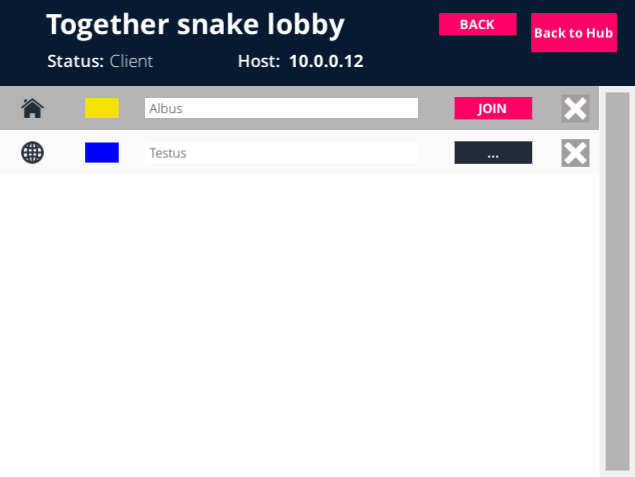 Together snake lobby
BACK
Back to Hub
Status: Client
Host: 10.0.0.12
Albus
JOIN
Testus
...